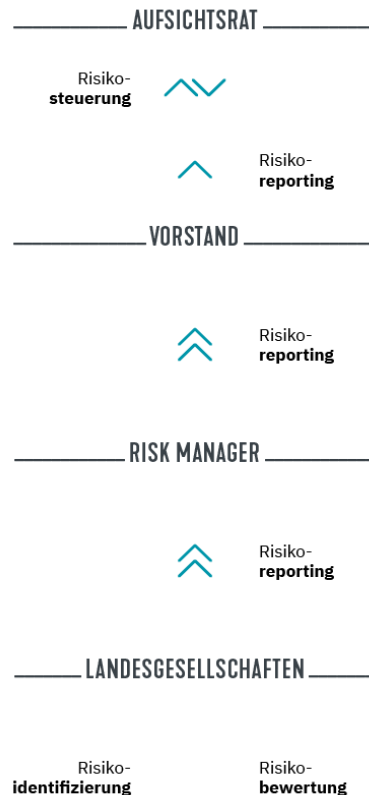 AUFSICHTSRAT
Risiko-
steuerung
Risiko-
reporting
VORSTAND
Risiko-
reporting
RISK MANAGER
Risiko-
reporting
LANDESGESELLSCHAFTEN
Risiko- Risiko-
identifizierung bewertung